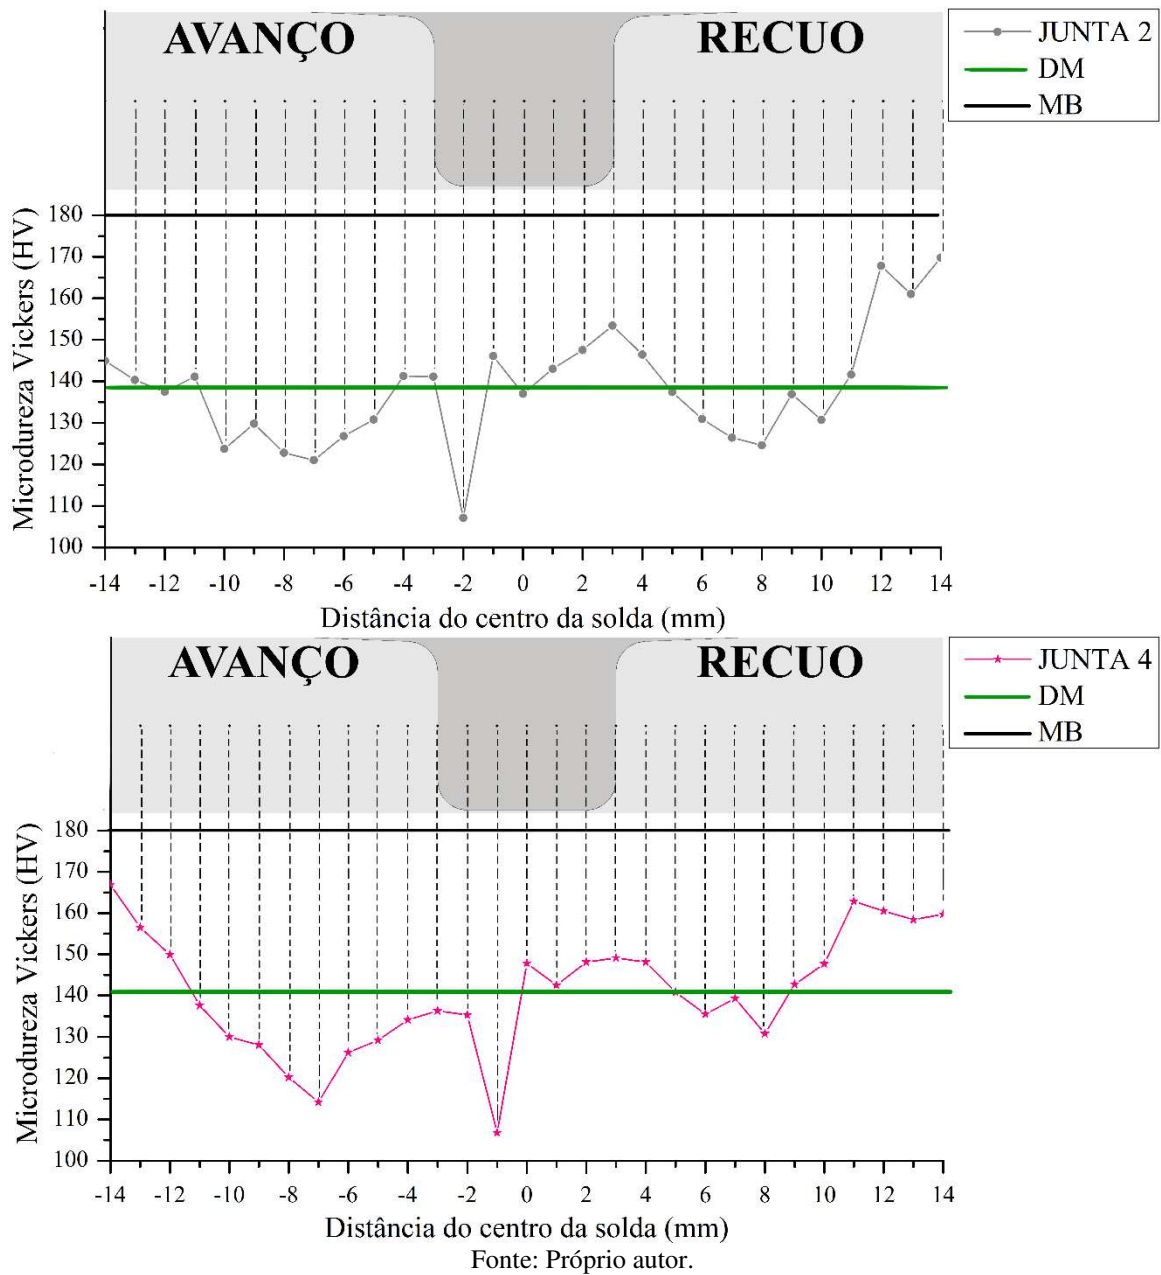 AVANÇO RECUO
JUNTA 2
DM
MB
Microdureza Vickers (HV)
180
170
160
150
140
130
120
110
100
-14 -12 -10 -8 -6 -4 -2 0 2 4 6 8 10 12 14
Distância do centro da solda (mm)
AVANÇO RECUO
JUNTA 4
DM
MB
Microdureza Vickers (HV)
180
170
160
150
140
130
120
110
100
-14 -12 -10 -8 -6 -4 -2 0 2 4 6 8 10 12 14
Distância do centro da solda (mm)
Fonte: Próprio autor.